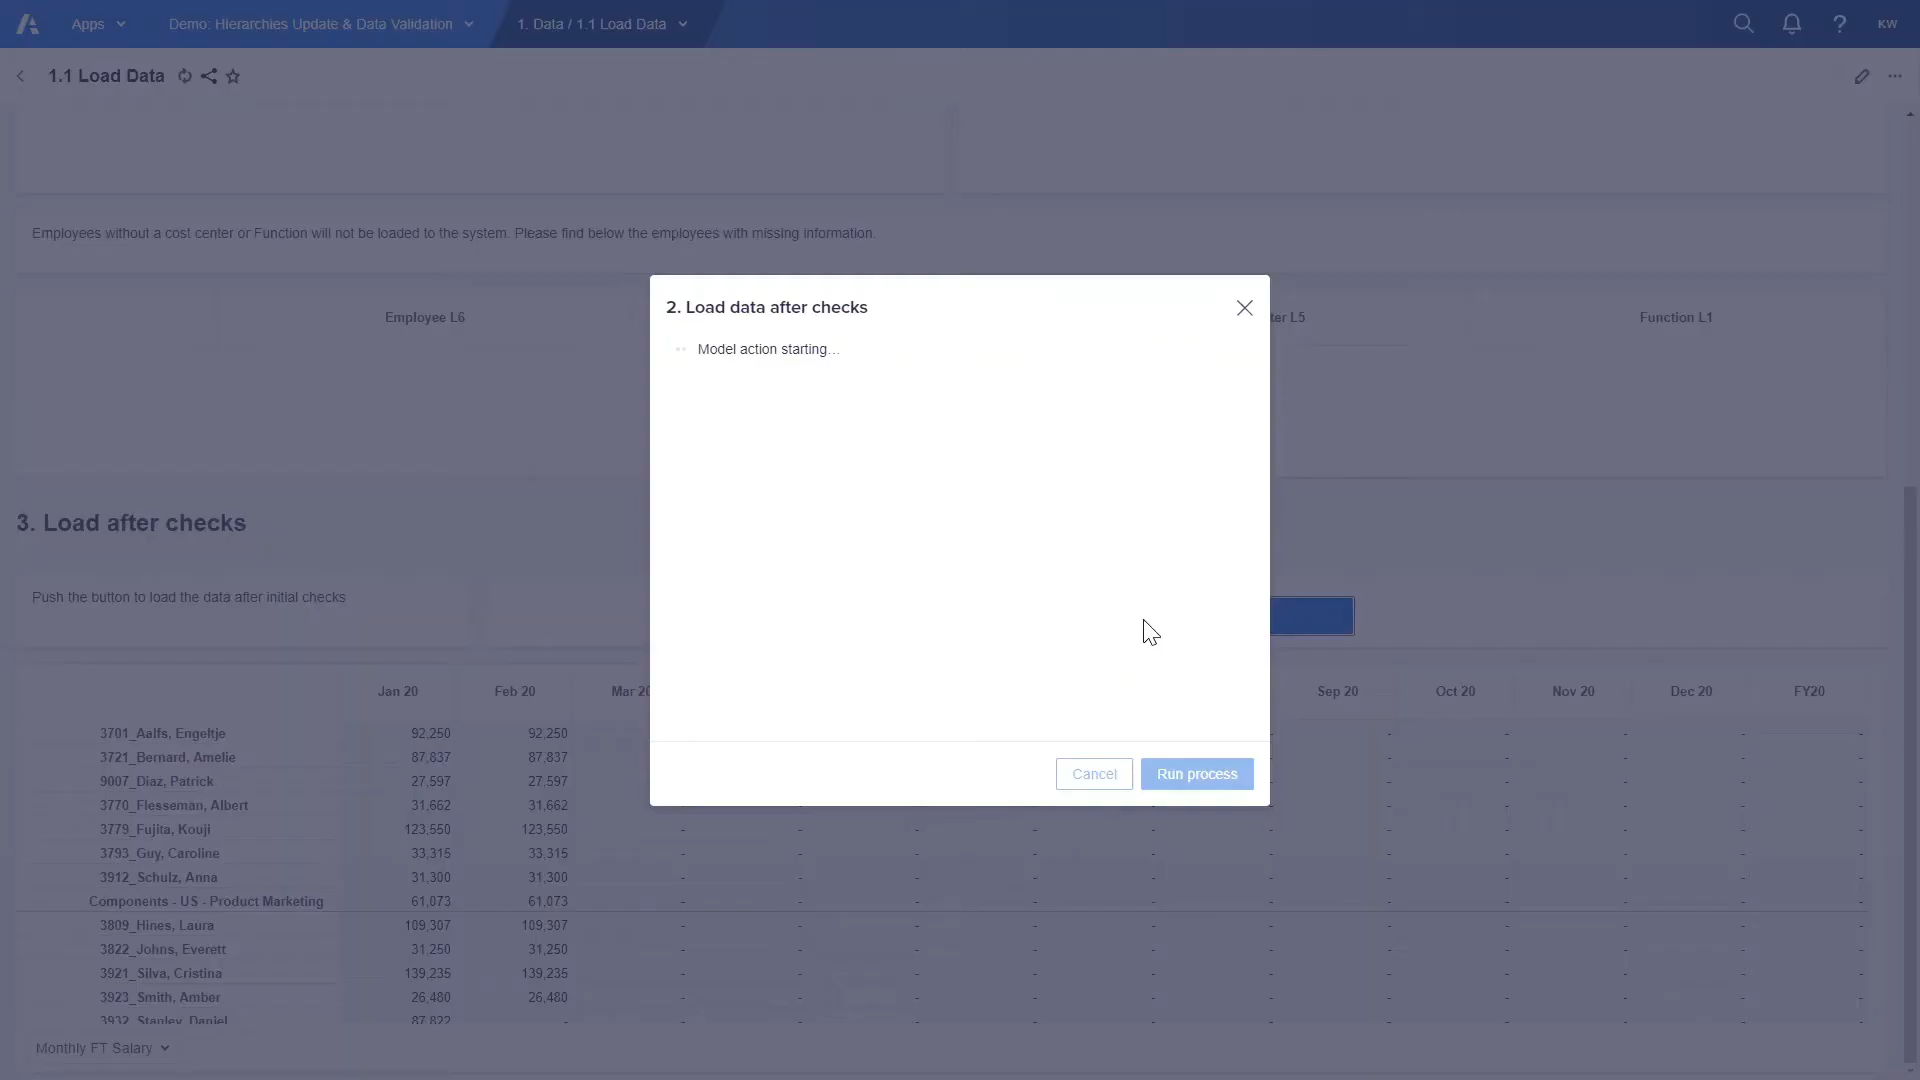 Apps
Demo: Hierarchies Update & Data Validation
1. Data / 1.1 Load Data
KW
1.1 Load Data
Employees without a cost center or Function will not be loaded to the system. Please find below the employees with missing information.
Employee L6
ter L5
Function L1
2. Load data after checks
Model action starting...
Cancel
Run process
3. Load after checks
Push the button to load the data after initial checks
Jan 20 Feb 20 Mar 20 Sep 20 Oct 20 Nov 20 Dec 20 FY20
3701_Aalfs, Engeltje 92,250 92,250 - - - - -
3721_Bernard, Amelie 87,837 87,837 - - - - -
9007_Diaz, Patrick 27,597 27,597 - - - - -
3770_Flesseman, Albert 31,662 31,662 - - - - -
3779_Fujita, Kouji 123,550 123,550 - - - - - - - - - - -
3793_Guy, Caroline 33,315 33,315 - - - - - - - - - - -
3912_Schulz, Anna 31,300 31,300 - - - - - - - - - - -
Components - US - Product Marketing 61,073 61,073 - - - - - - - - - - -
3809_Hines, Laura 109,307 109,307 - - - - - - - - - - -
3822_Johns, Everett 31,250 31,250 - - - - - - - - - - -
3921_Silva, Cristina 139,235 139,235 - - - - - - - - - - -
3923_Smith, Amber 26,480 26,480 - - - - - - - - - - -
3932_Stanley, Daniel 87,822 - - - - - - - - - - - -
Monthly FT Salary